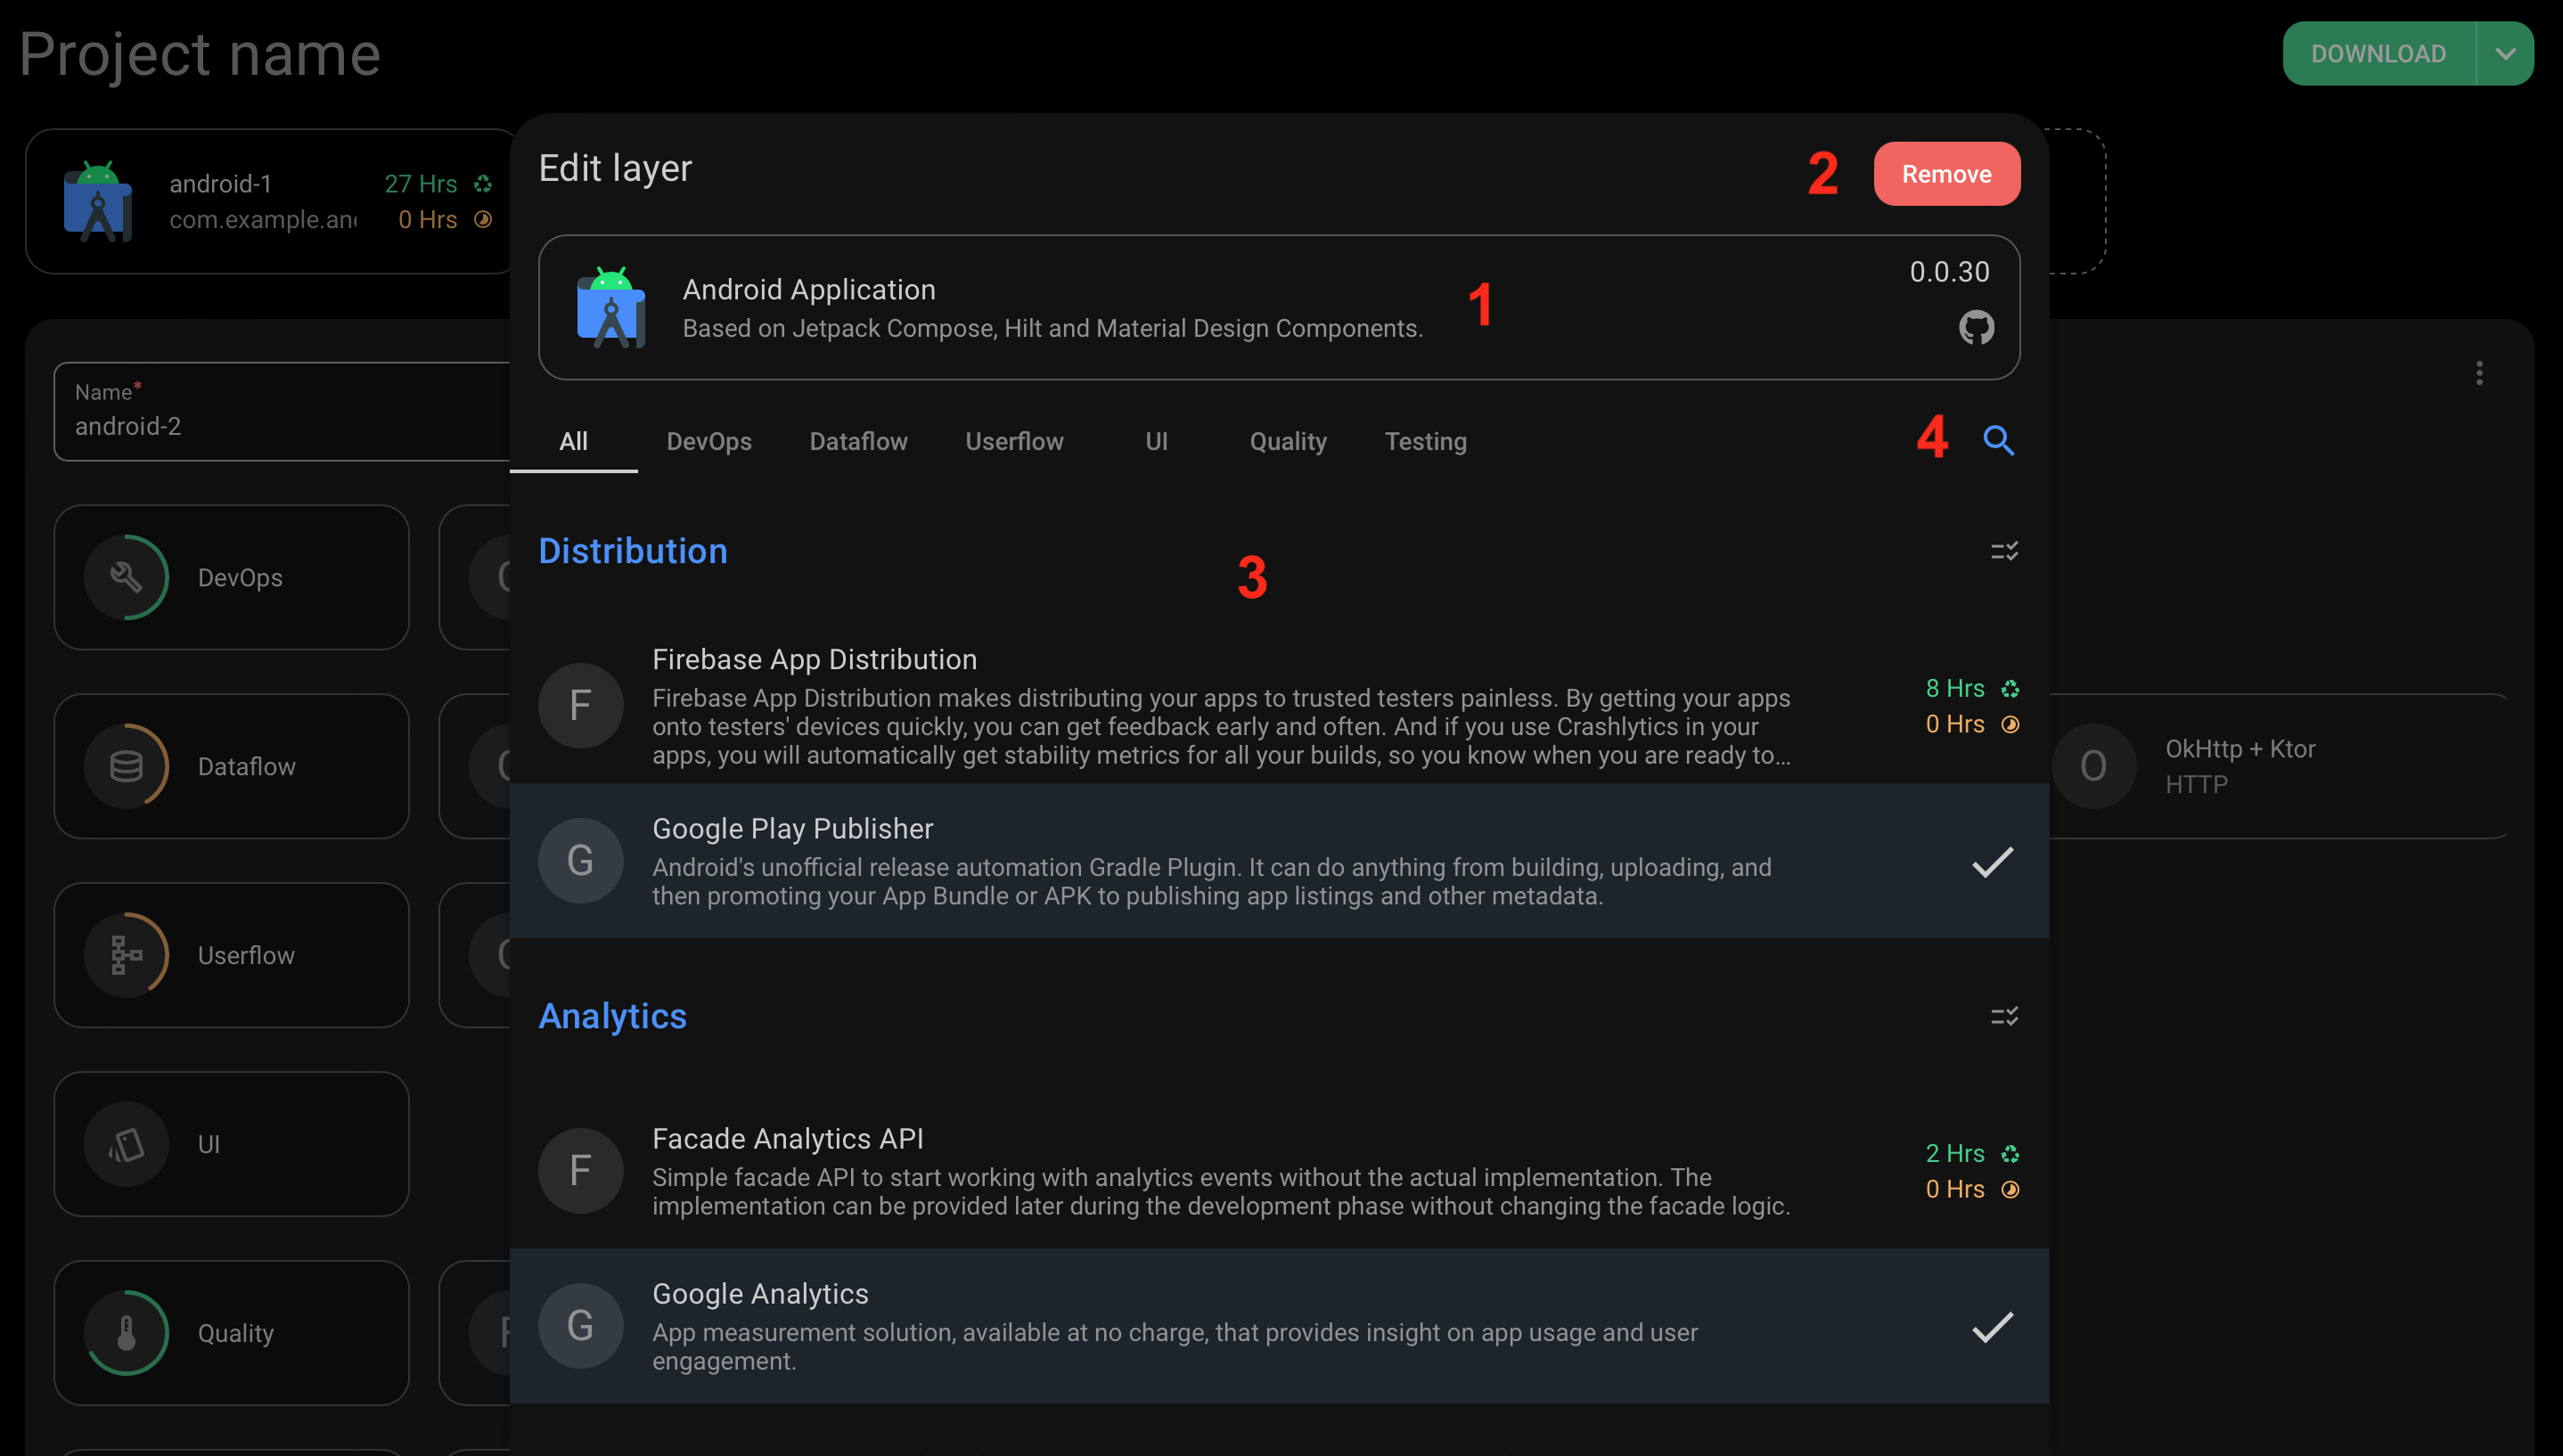 Project name
DOWNLOAD
android-1
27 Hrs
com.example.an
0 Hrs
Edit layer
2
Remove
Android Application
Based on Jetpack Compose, Hilt and Material Design Components.
1
0.0.30
Name*
android-2
All
DevOps
Dataflow
Userflow
UI
Quality
Testing
4
Distribution
3
DevOps
Firebase App Distribution
F
Firebase App Distribution makes distributing your apps to trusted testers painless. By getting your apps
onto testers' devices quickly, you can get feedback early and often. And if you use Crashlytics in your
apps, you will automatically get stability metrics for all your builds, so you know when you are ready to...
8 Hrs
0 Hrs
Dataflow
O
OkHttp + Ktor
HTTP
Google Play Publisher
G
Android's unofficial release automation Gradle Plugin. It can do anything from building, uploading, and
then promoting your App Bundle or APK to publishing app listings and other metadata.
Userflow
Analytics
UI
Facade Analytics API
F
Simple facade API to start working with analytics events without the actual implementation. The
implementation can be provided later during the development phase without changing the facade logic.
2 Hrs
0 Hrs
Quality
Google Analytics
G
App measurement solution, available at no charge, that provides insight on app usage and user
engagement.